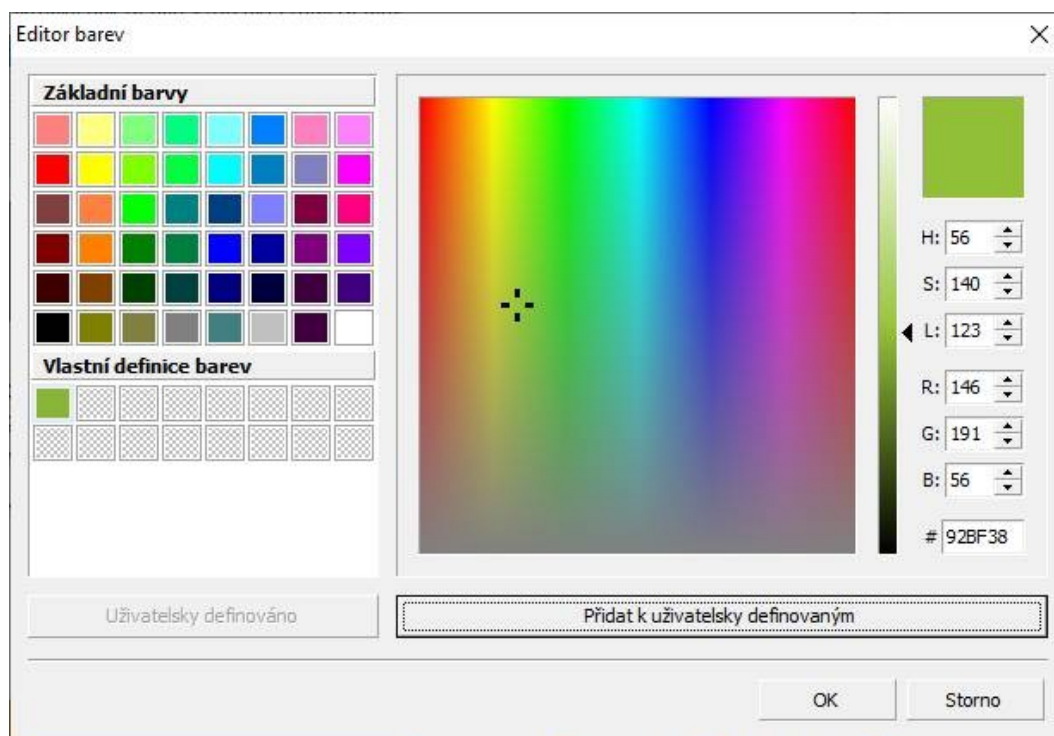 Editor barev
Základní barvy
Vlastní definice barev
H: 56
S: 140
L: 123
R: 146
G: 191
B: 56
# 92BF38
Uživatelsky definováno
Přidat k uživatelsky definovaným
OK
Storno